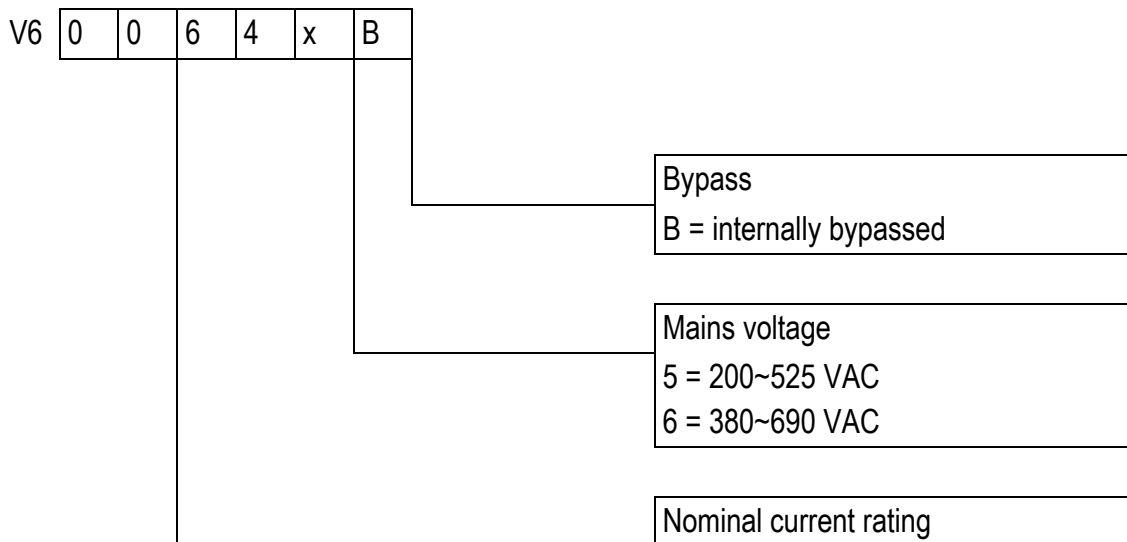 V6 0 0 6 4 x B
Bypass
B = internally bypassed
Mains voltage
5 = 200~525 VAC
6 = 380~690 VAC
Nominal current rating